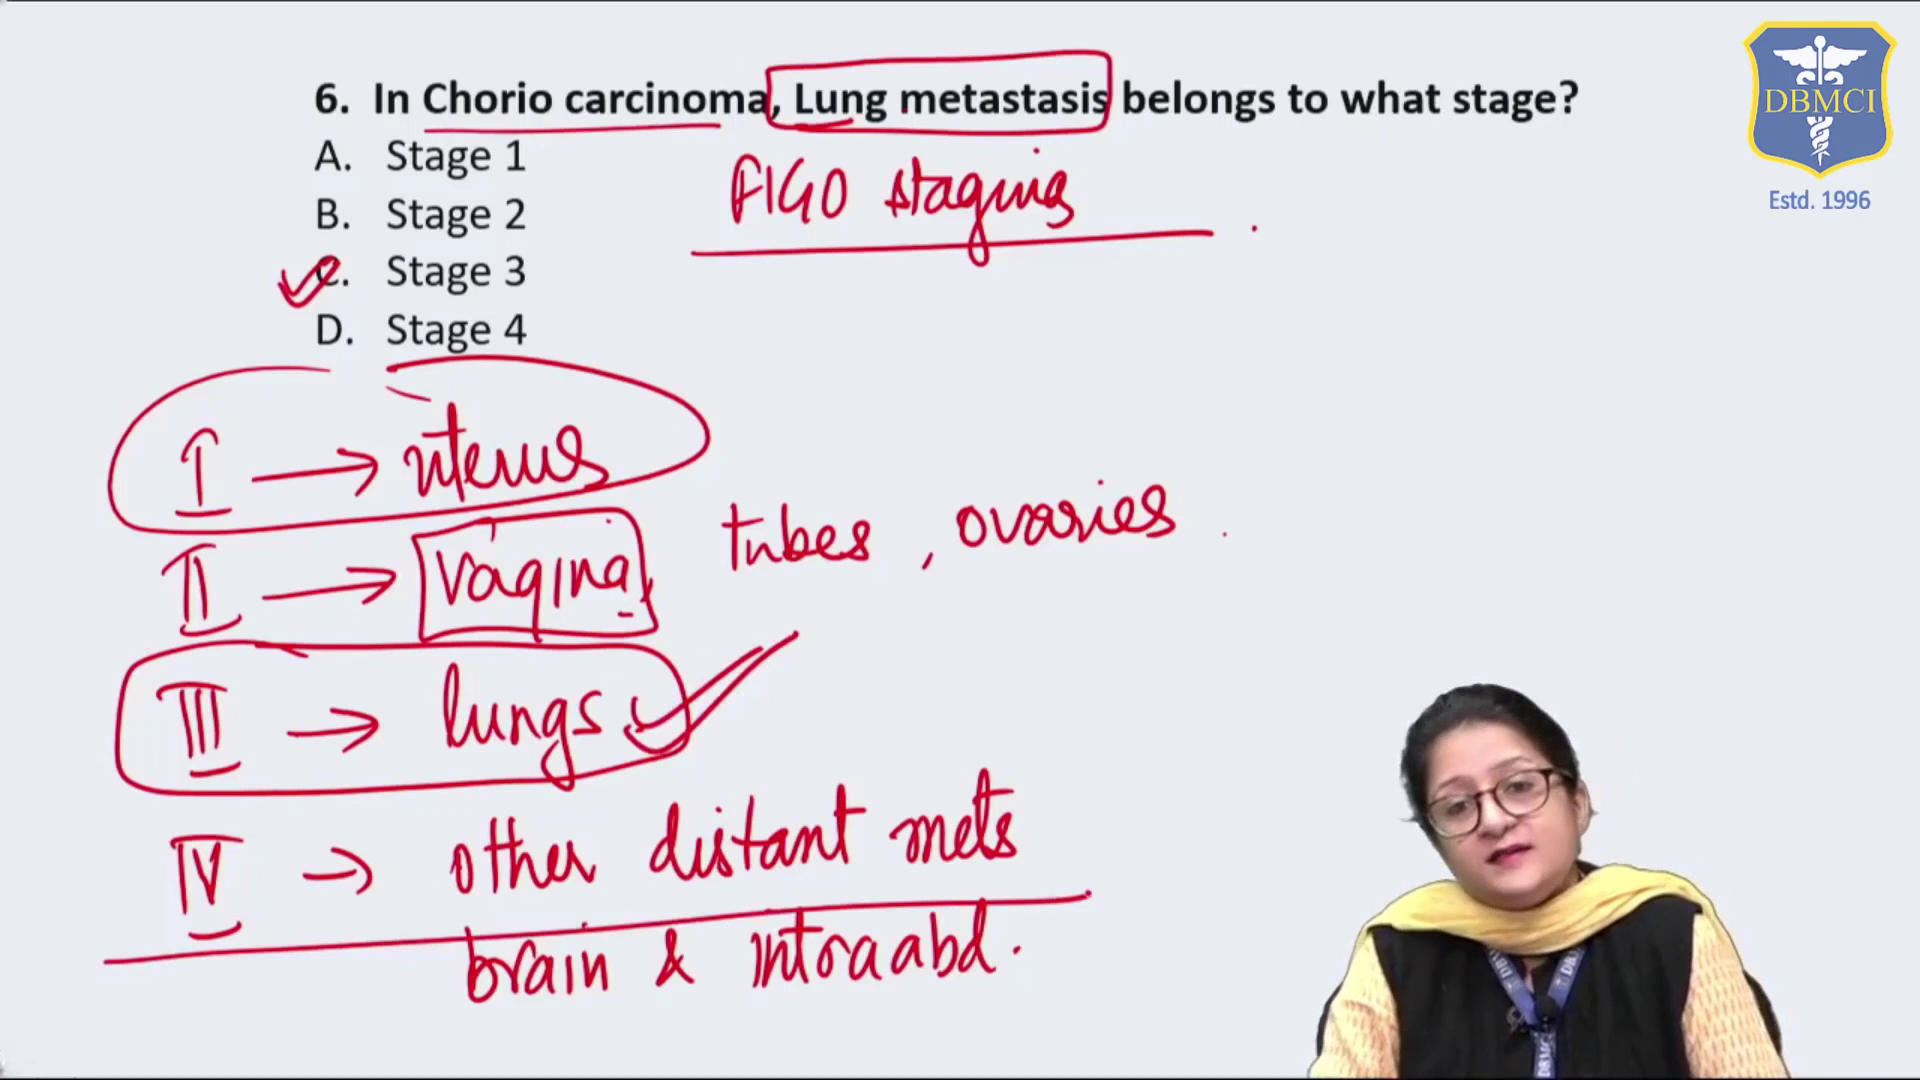 6. In Chorio carcinoma, Lung metastasis belongs to what stage?
A. Stage 1
B. Stage 2
C. Stage 3
D. Stage 4
FIGO staging
DBMCI
Estd. 1996
I → uterus
II → vagina, tubes, ovaries
III → lungs
IV → other distant mets
brain & intraabd.
DBMCI